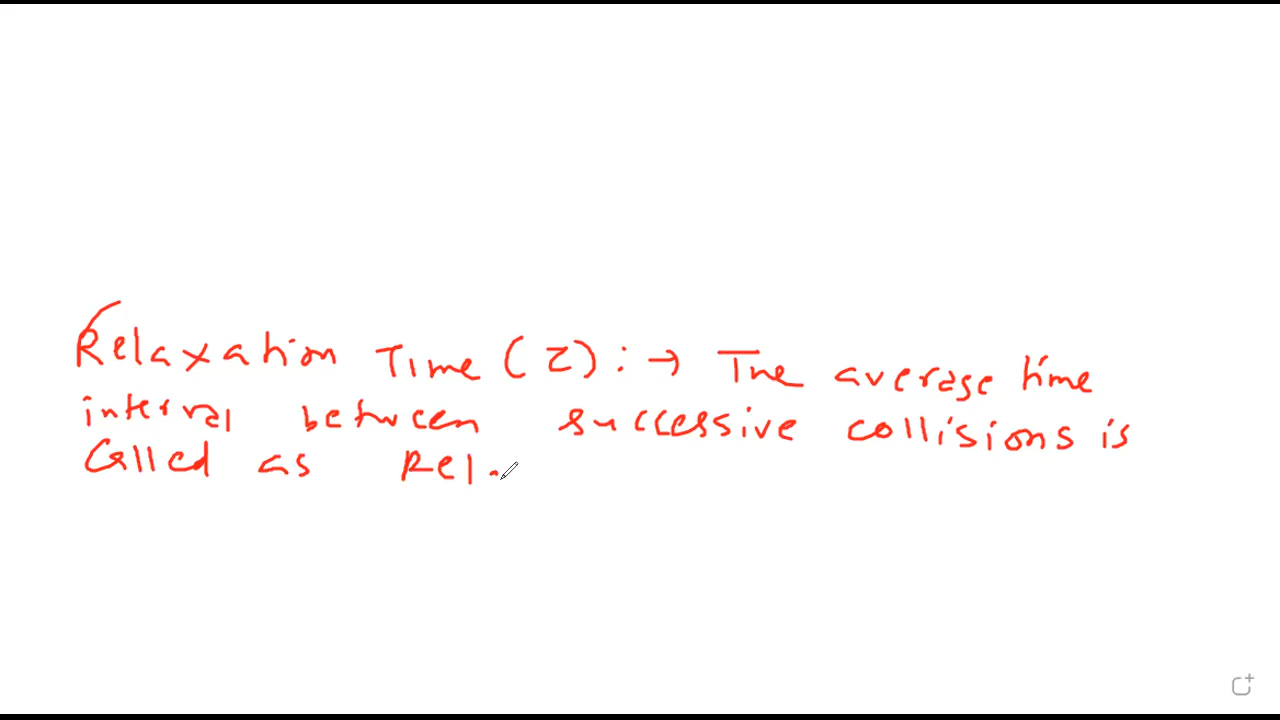 Relaxation Time (τ) : → The average time
interval between successive collisions is
Called as Rel